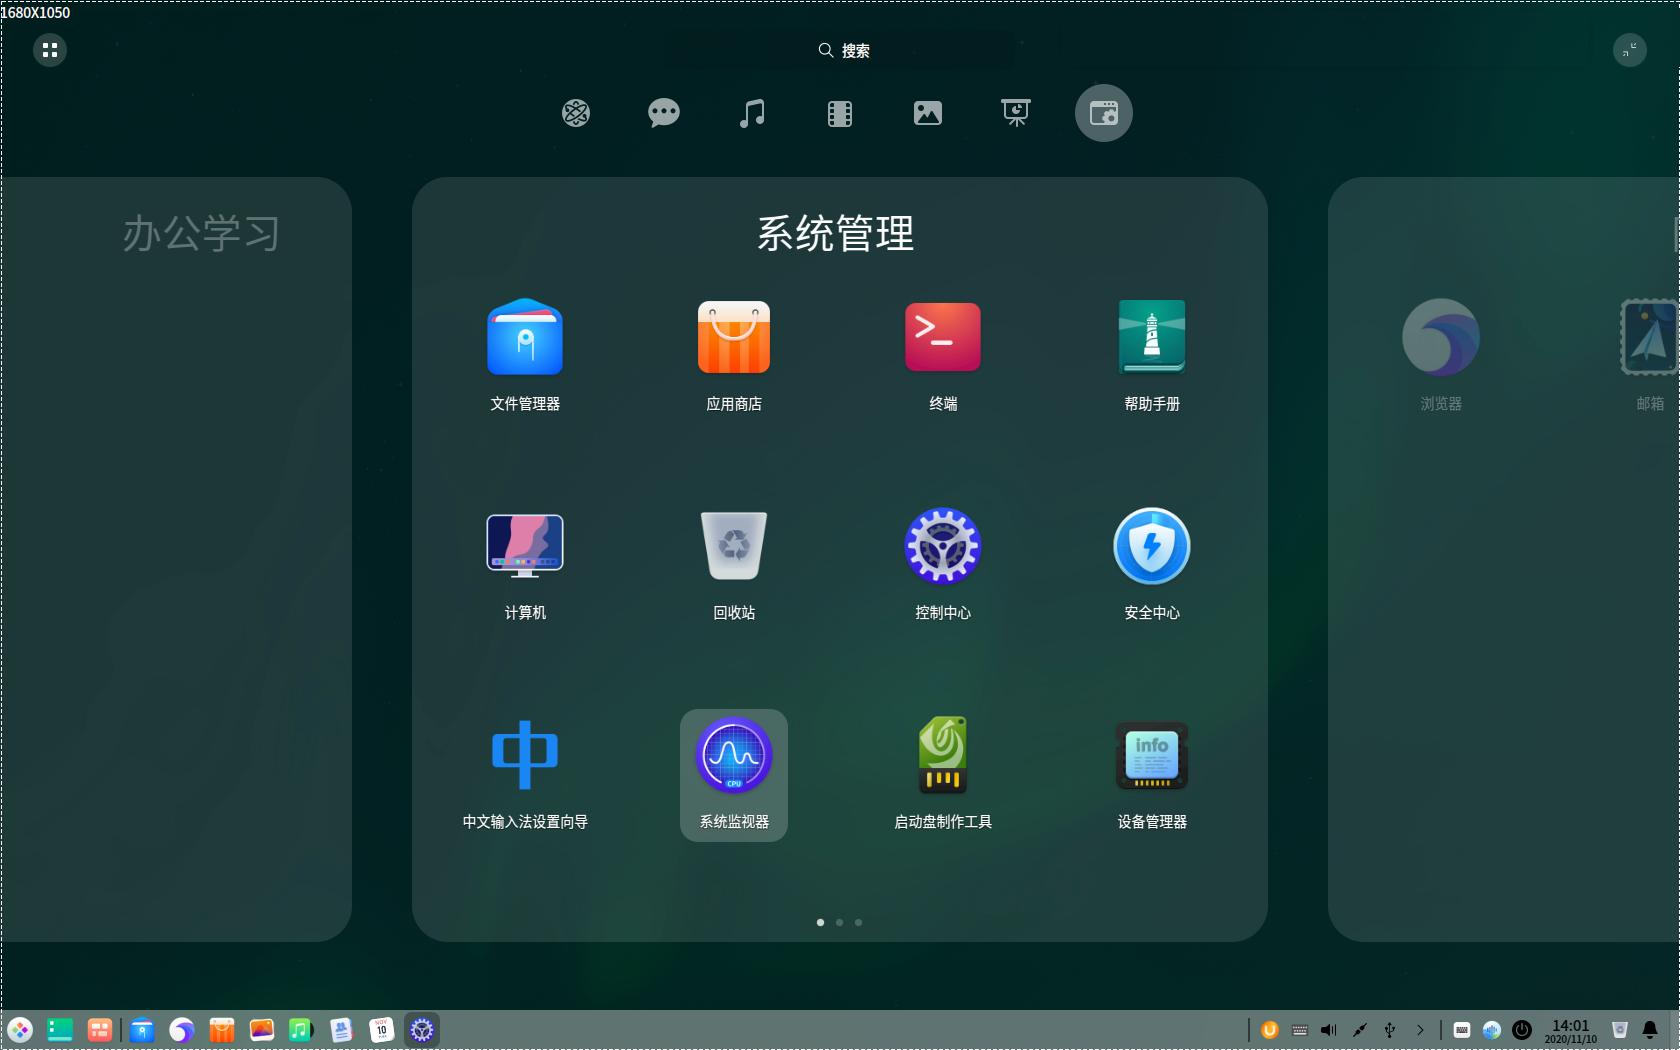 1680X1050
搜索
办公学习
系统管理
文件管理器
应用商店
终端
帮助手册
浏览器
邮箱
计算机
回收站
控制中心
安全中心
CPU
info
中文输入法设置向导
系统监视器
启动盘制作工具
设备管理器
NOV
10
14:01
2020/11/10